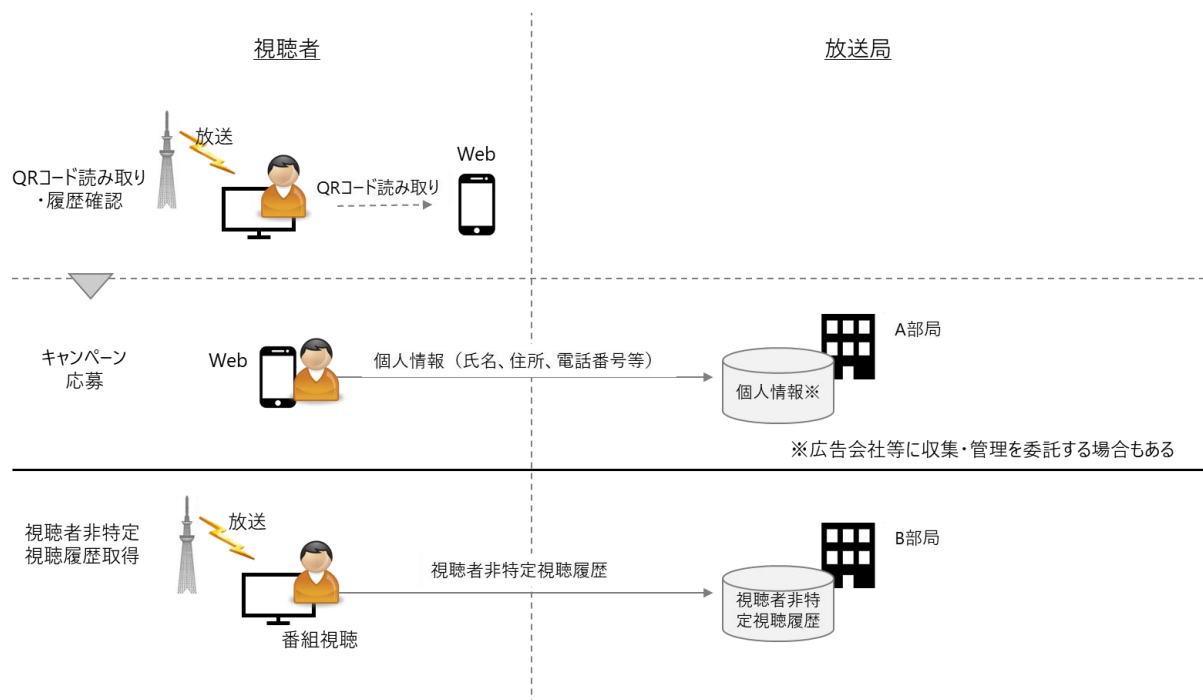 視聴者
放送局
放送
QRコード読み取り
・履歴確認
QRコード読み取り
Web
キャンペーン
応募
Web
個人情報（氏名、住所、電話番号等）
A部局
個人情報※
※広告会社等に収集・管理を委託する場合もある
視聴者非特定
視聴履歴取得
放送
番組視聴
視聴者非特定視聴履歴
B部局
視聴者非特
定視聴履歴